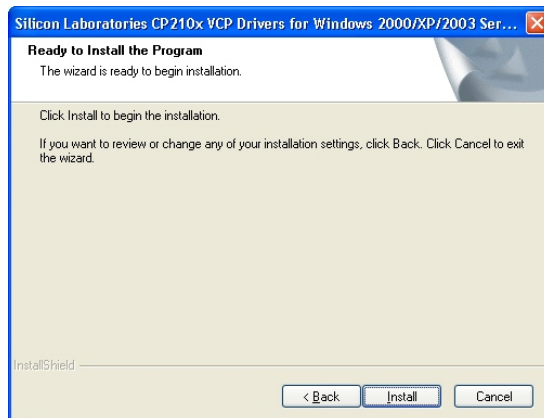 Silicon Laboratories CP210x VCP Drivers for Windows 2000/XP/2003 Ser...
Ready to Install the Program
The wizard is ready to begin installation.
Click Install to begin the installation.
If you want to review or change any of your installation settings, click Back. Click Cancel to exit
the wizard.
InstallShield
< Back
Install
Cancel